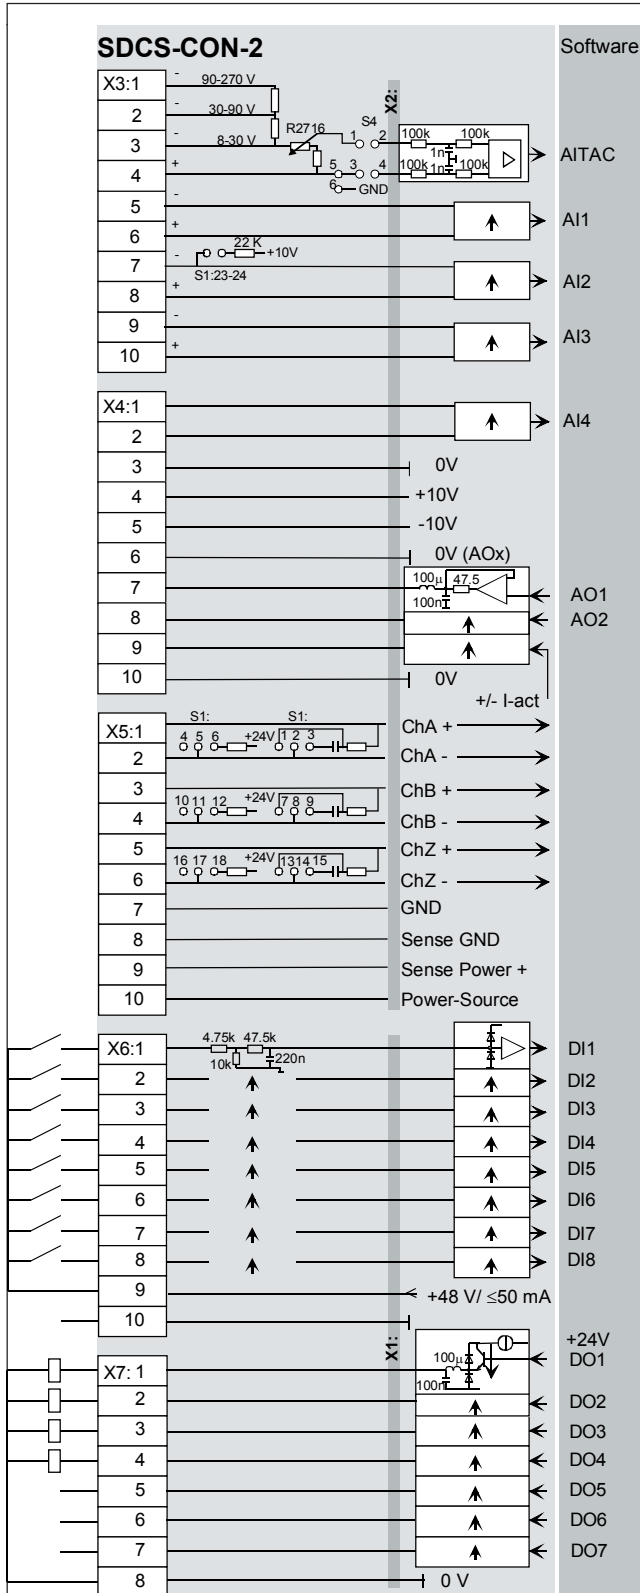 SDCS-CON-2 Software
X3:1 - 90-270 V
2 - 30-90 V X2:
3 - 8-30 V R2716 S4 1 2 100k 100k
1n AITAC
4 + 5 3 4 100k 1n 100k
6 GND
5 -
6 + AI1
22 K +10V
7 - S1:23-24
8 + AI2
9 -
10 + AI3
X4:1
2 AI4
3 0V
4 +10V
5 -10V
6 0V (AOx)
7 100µ 47.5 100n AO1
8 AO2
9
10 0V
+/- I-act
X5:1 S1: S1: ChA +
4 5 6 +24V 1 2 3
2 ChA -
3 ChB +
10 11 12 +24V 7 8 9
4 ChB -
5 ChZ +
16 17 18 +24V 13 14 15
6 ChZ -
7 GND
8 Sense GND
9 Sense Power +
10 Power-Source
X6:1 4.75k 47.5k DI1
10k 220n
2 DI2
3 DI3
4 DI4
5 DI5
6 DI6
7 DI7
8 DI8
9 +48 V/ ≤50 mA
10
X1: +24V
X7: 1 100µ 100n DO1
2 DO2
3 DO3
4 DO4
5 DO5
6 DO6
7 DO7
8 0 V